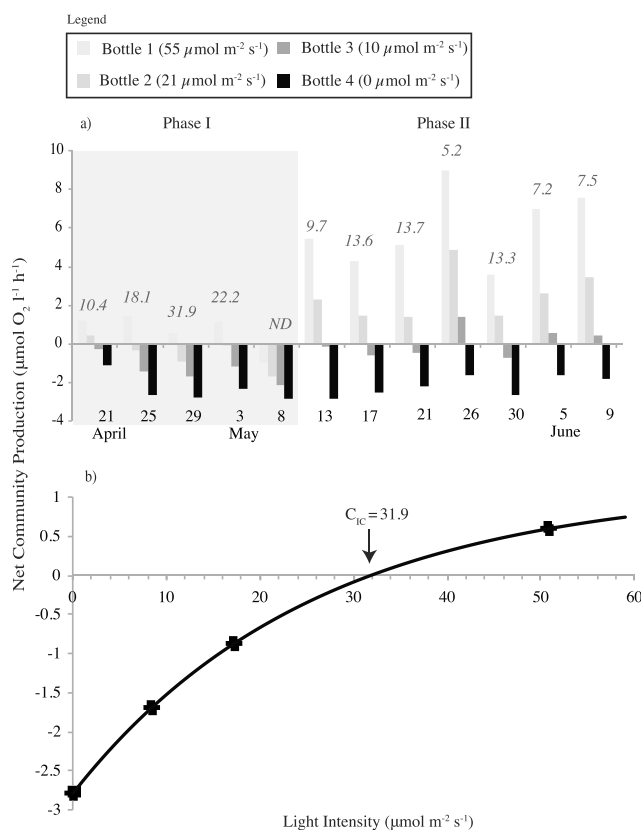 Legend
Bottle 1 (55 µmol m⁻² s⁻¹) Bottle 3 (10 µmol m⁻² s⁻¹)
Bottle 2 (21 µmol m⁻² s⁻¹) Bottle 4 (0 µmol m⁻² s⁻¹)
a) Phase I Phase II
10
8
6
4
2
0
-2
-4
10.4 18.1 31.9 22.2 ND 9.7 13.6 13.7 5.2 13.3 7.2 7.5
21 25 29 3 8 13 17 21 26 30 5 9
April May June
Net Community Production (µmol O₂ l⁻¹ h⁻¹)
b)
C_IC = 31.9
1
0.5
0
-0.5
-1
-1.5
-2
-2.5
-3
0 10 20 30 40 50 60
Light Intensity (µmol m⁻² s⁻¹)